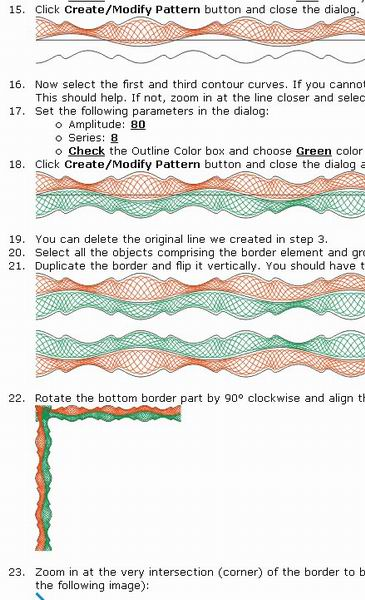 15. Click Create/Modify Pattern button and close the dialog.
16. Now select the first and third contour curves. If you cannot
This should help. If not, zoom in at the line closer and selec
17. Set the following parameters in the dialog:
o Amplitude: 80
o Series: 8
o Check the Outline Color box and choose Green color
18. Click Create/Modify Pattern button and close the dialog a
19. You can delete the original line we created in step 3.
20. Select all the objects comprising the border element and gro
21. Duplicate the border and flip it vertically. You should have t
22. Rotate the bottom border part by 90º clockwise and align th
23. Zoom in at the very intersection (corner) of the border to b
the following image):